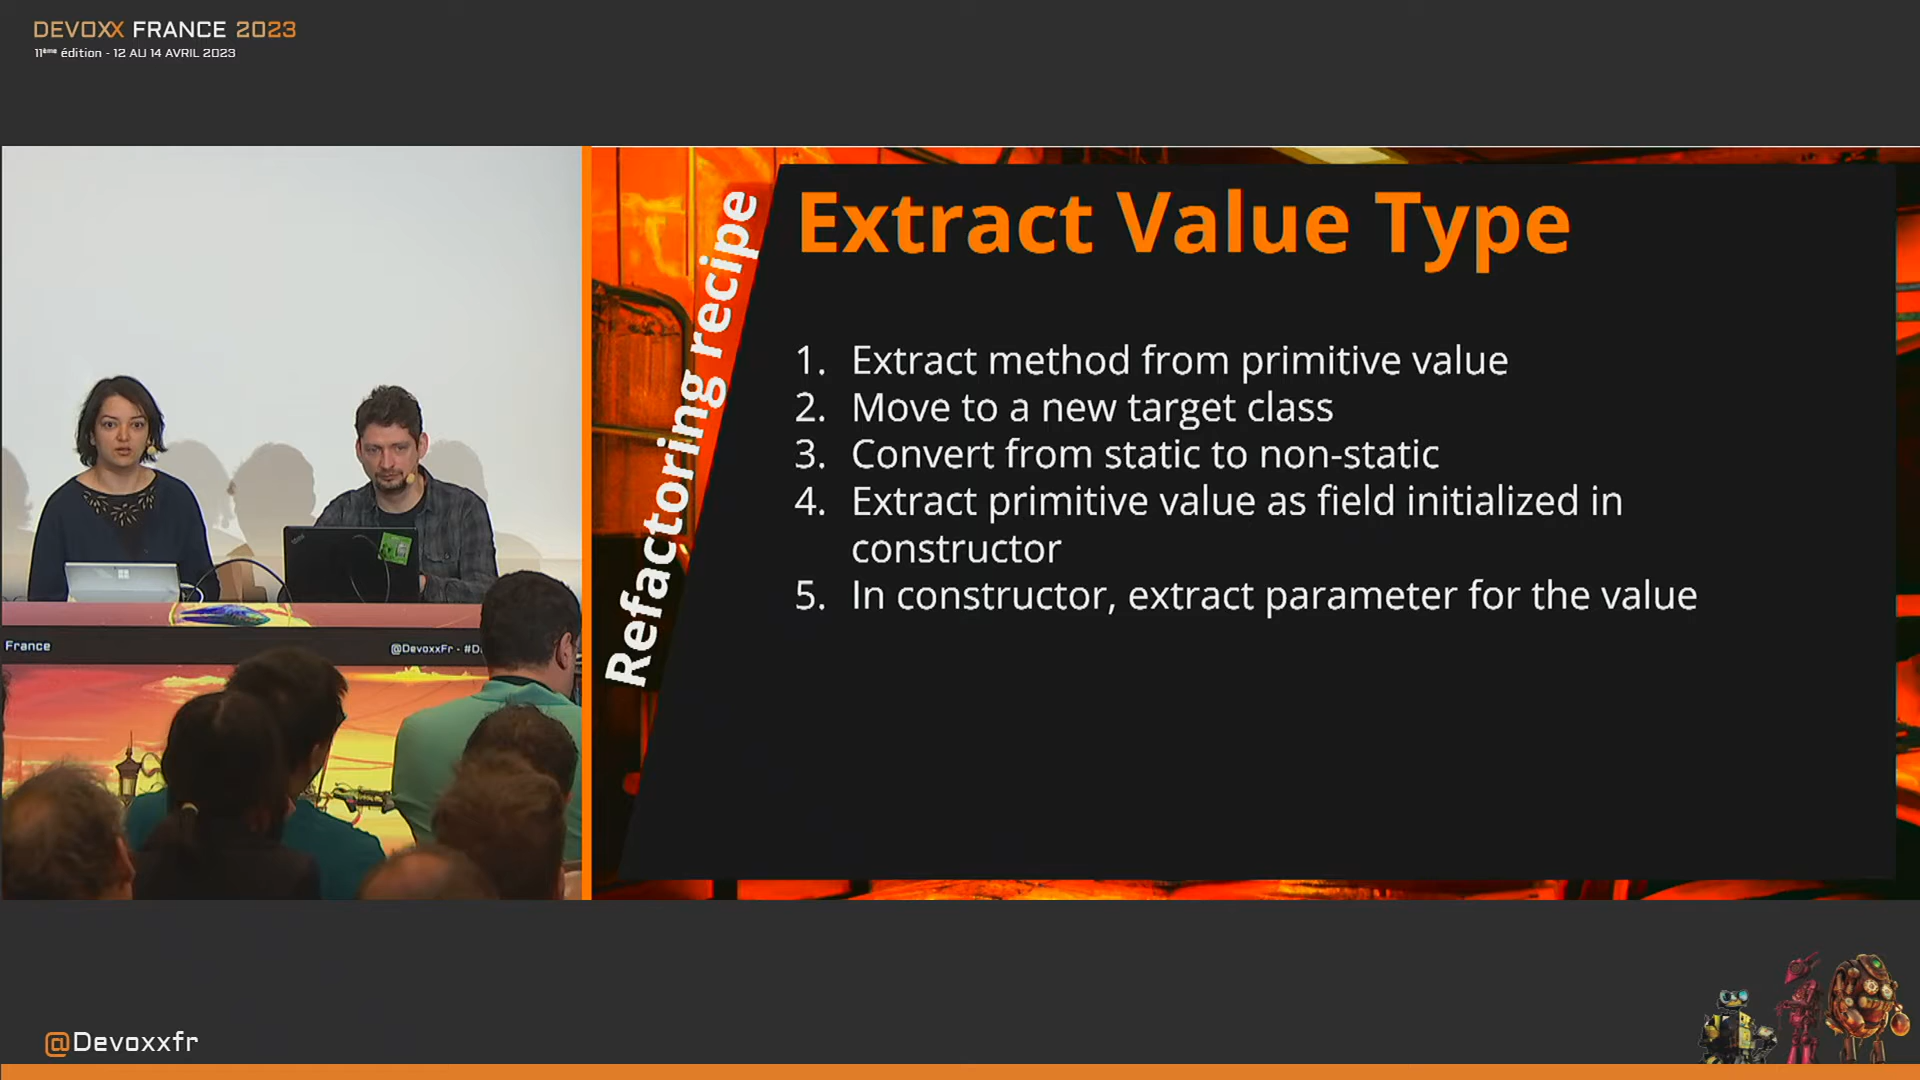 DEVOXX FRANCE 2023
11ème édition - 12 AU 14 AVRIL 2023
Refactoring recipe
Extract Value Type
1. Extract method from primitive value
2. Move to a new target class
3. Convert from static to non-static
4. Extract primitive value as field initialized in
constructor
5. In constructor, extract parameter for the value
France
@DevoxxFr - #D
@Devoxxfr